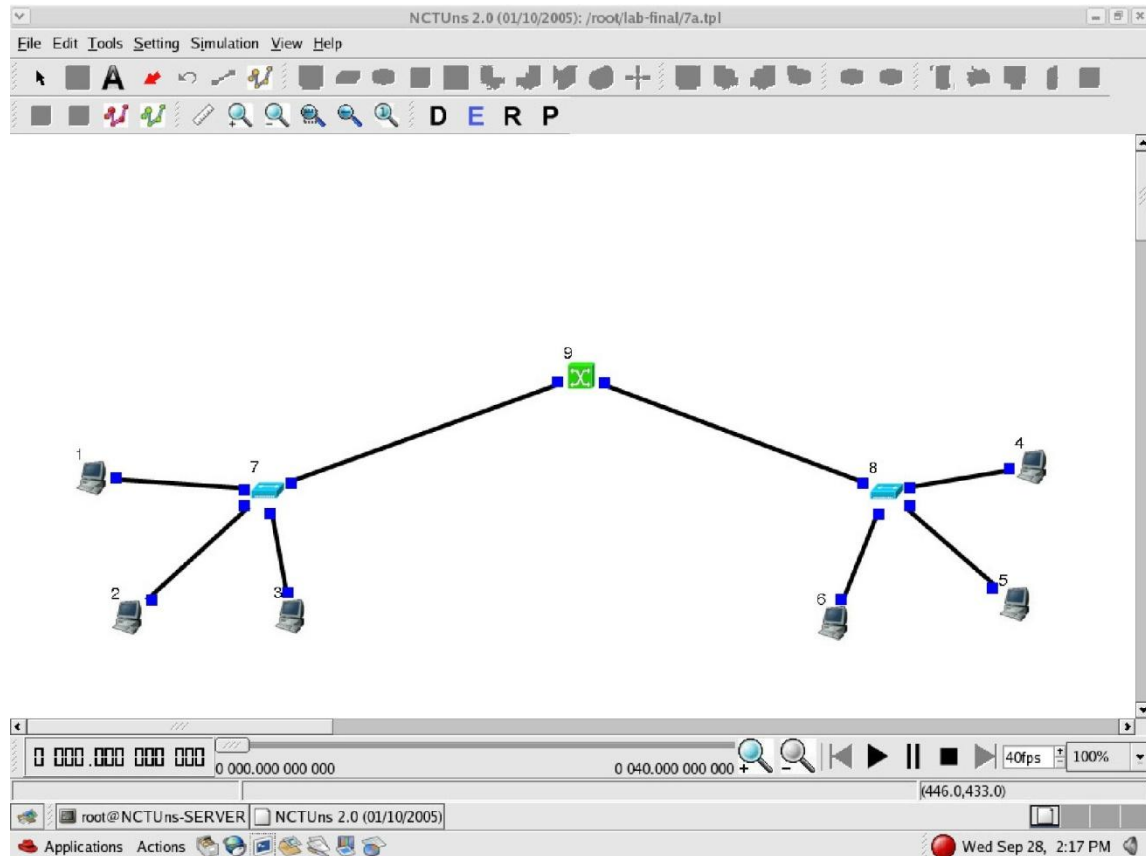 NCTUns 2.0 (01/10/2005): /root/lab-final/7a.tpl
File Edit Tools Setting Simulation View Help
A
D E R P
9
1
7
8
4
2
3
6
5
0 000.000 000 000
0 000.000 000 000
0 040.000 000 000
40fps
100%
(446.0,433.0)
root@NCTUns-SERVER
NCTUns 2.0 (01/10/2005)
Applications Actions
Wed Sep 28, 2:17 PM